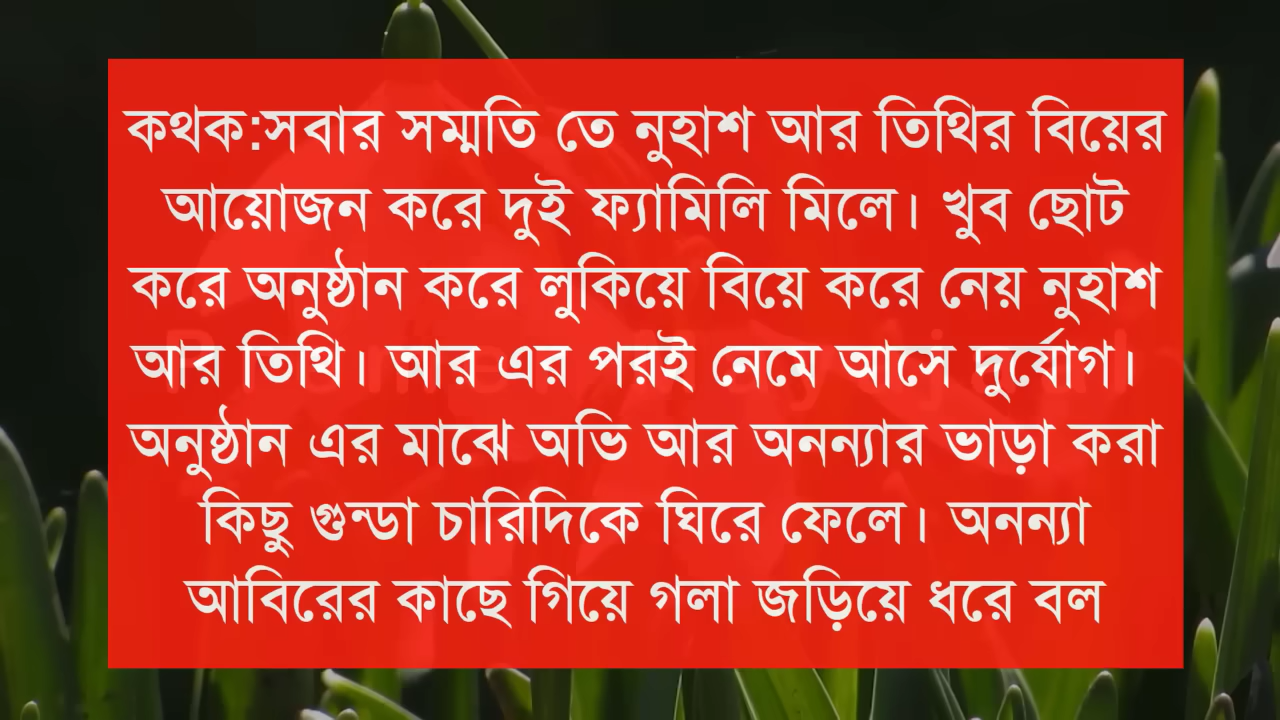 কথক:সবার সম্মতি তে নুহাশ আর তিথির বিয়ের
আয়োজন করে দুই ফ্যামিলি মিলে। খুব ছোট
করে অনুষ্ঠান করে লুকিয়ে বিয়ে করে নেয় নুহাশ
আর তিথি। আর এর পরই নেমে আসে দুর্যোগ।
অনুষ্ঠান এর মাঝে অভি আর অনন্যার ভাড়া করা
কিছু গুন্ডা চারিদিকে ঘিরে ফেলে। অনন্যা
আবিরের কাছে গিয়ে গলা জড়িয়ে ধরে বল